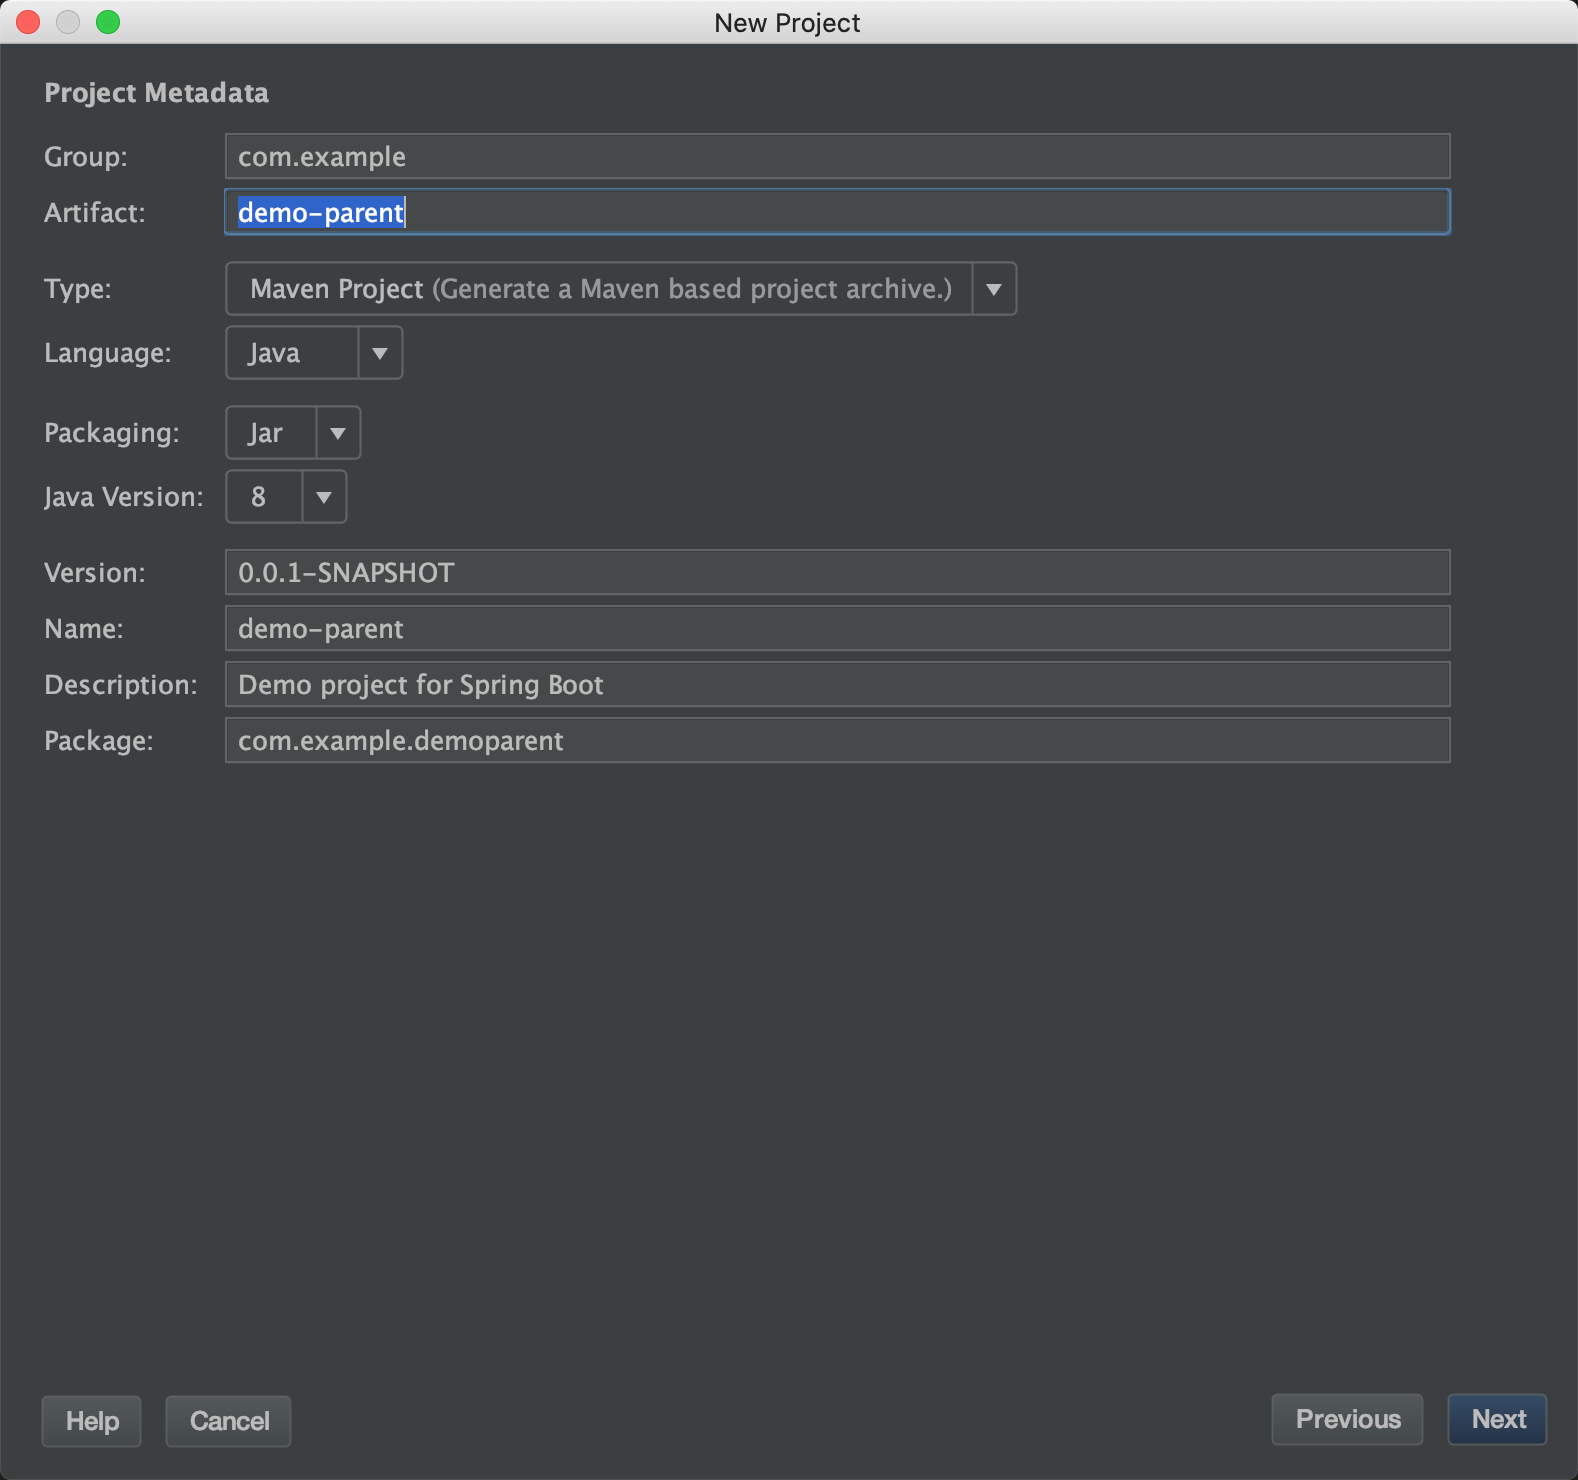 New Project
Project Metadata
Group: com.example
Artifact: demo-parent
Type: Maven Project (Generate a Maven based project archive.)
Language: Java
Packaging: Jar
Java Version: 8
Version: 0.0.1-SNAPSHOT
Name: demo-parent
Description: Demo project for Spring Boot
Package: com.example.demoparent
Help Cancel Previous Next